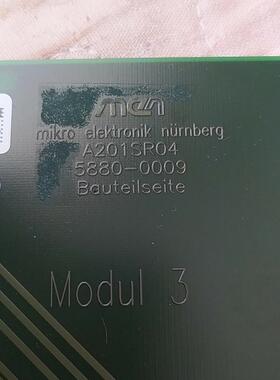 men
mikro elektronik nürnberg
A201SR04
5880-0009
Bauteilseite
Modul 3